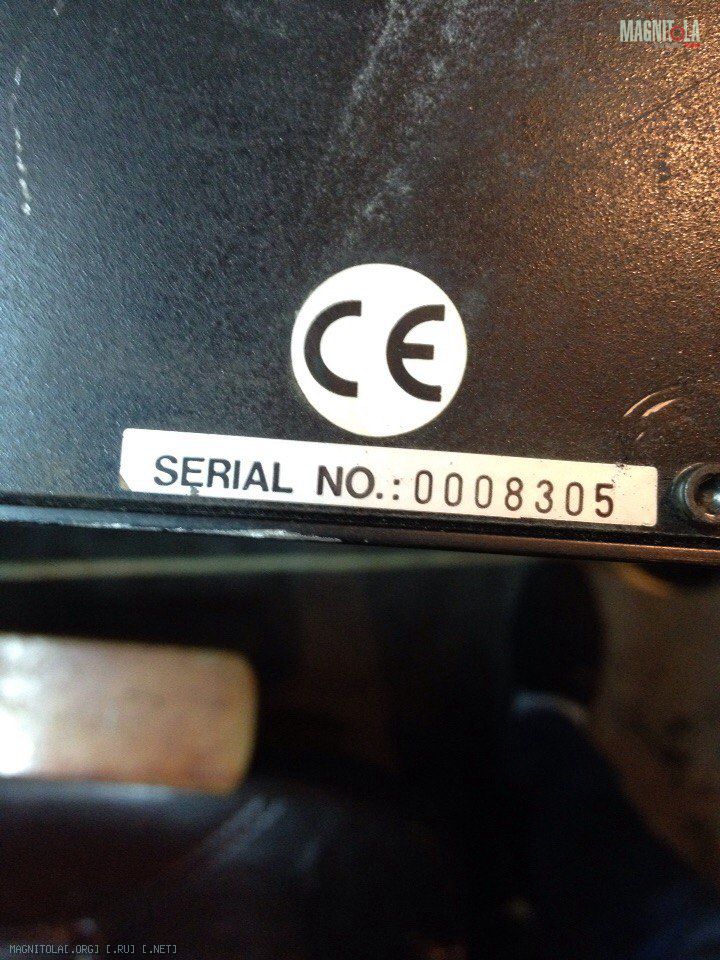 MAGNITOLA
CE
SERIAL NO.:0008305
MAGNITOLA[.ORG] [.RU] [.NET]